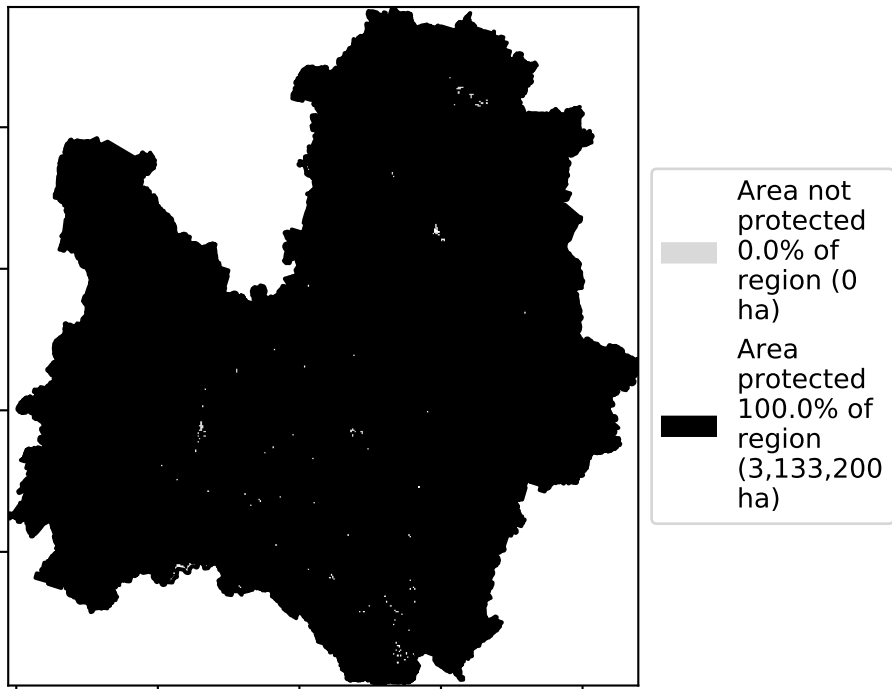 Area not
protected
0.0% of
region (0
ha)
Area
protected
100.0% of
region
(3,133,200
ha)